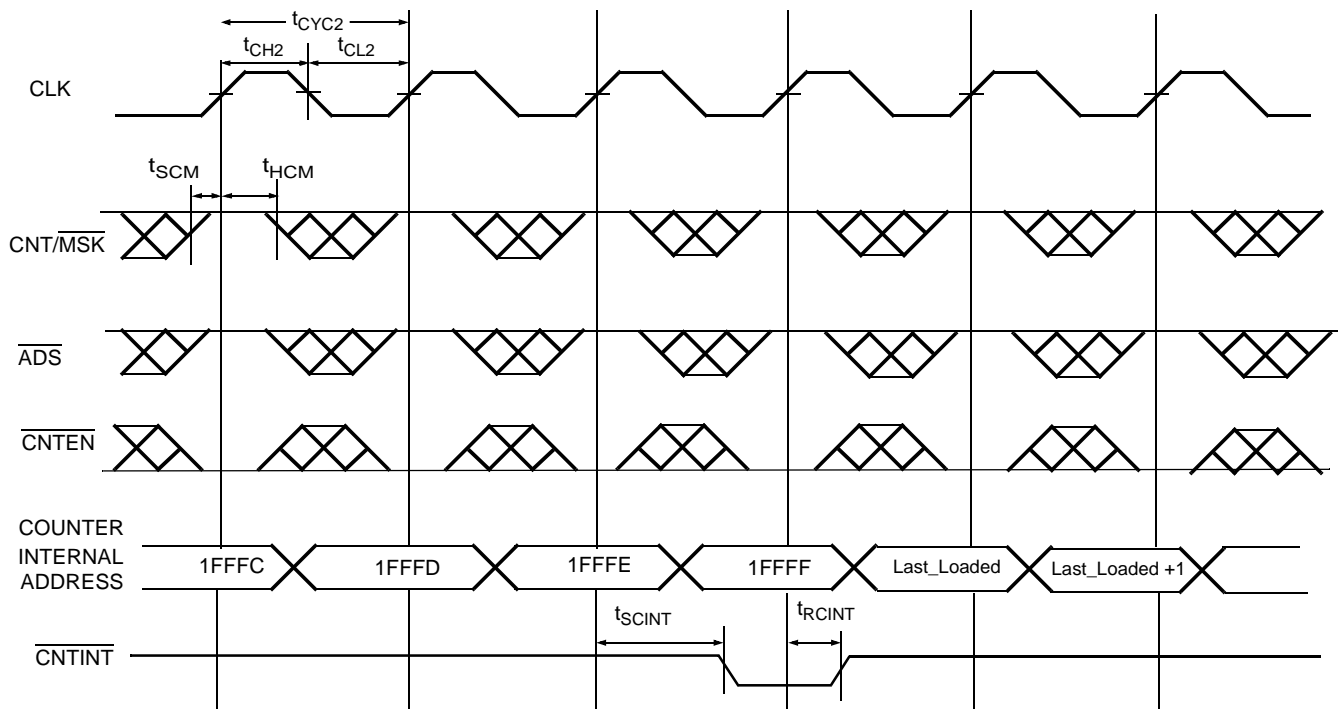 tCYC2
tCH2
tCL2
CLK
tSCM
tHCM
CNT/MSK
ADS
CNTEN
COUNTER
INTERNAL
ADDRESS
1FFFC
1FFFD
1FFFE
1FFFF
Last_Loaded
Last_Loaded +1
tSCINT
tRCINT
CNTINT